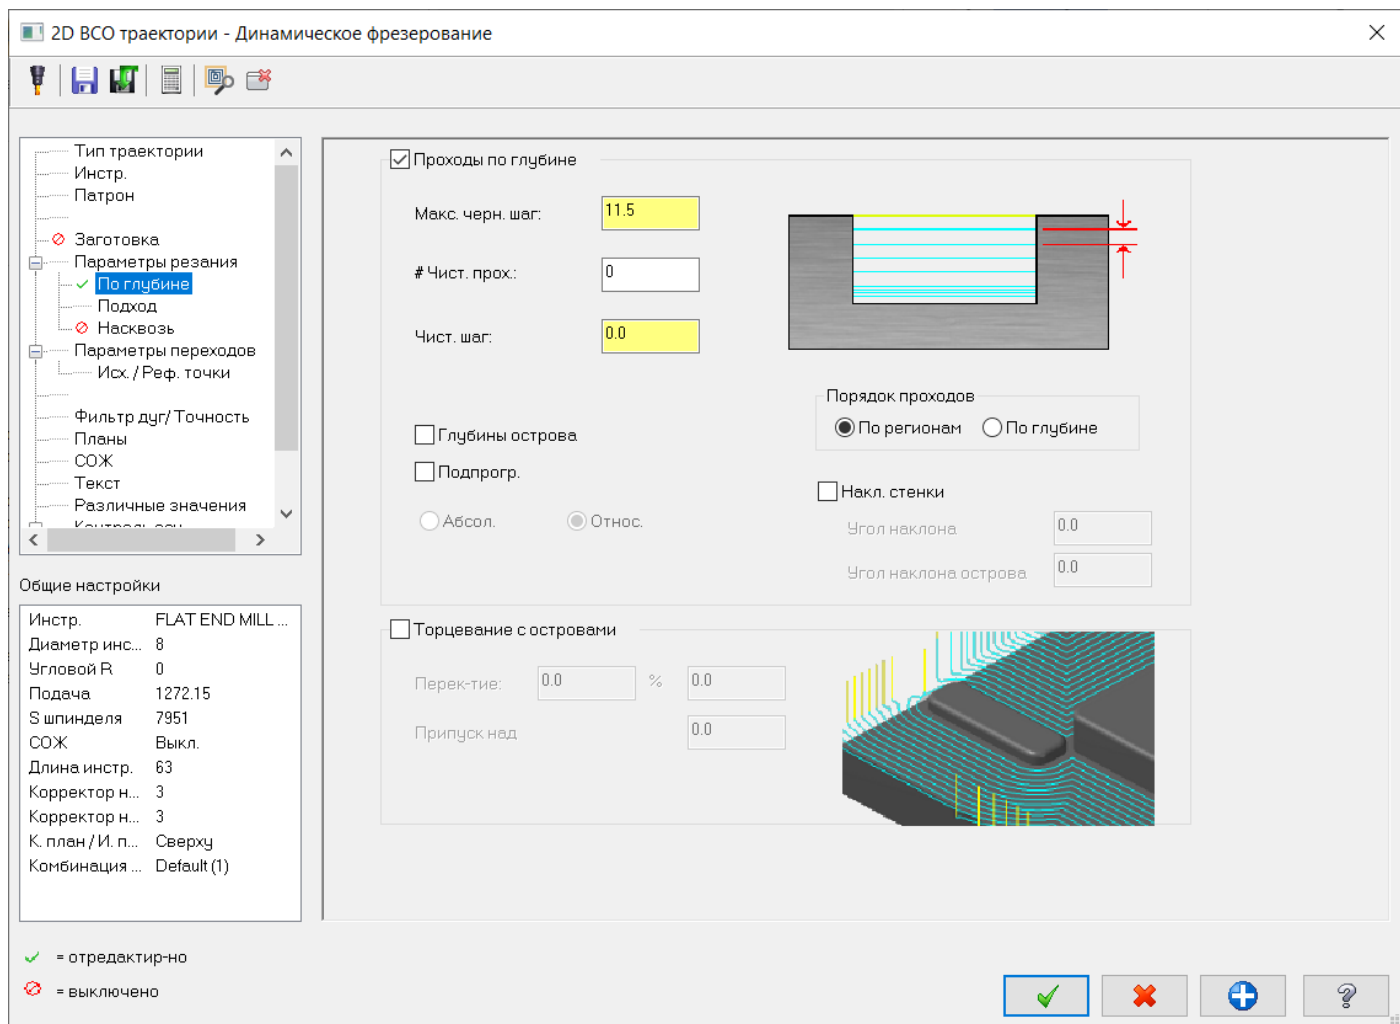 2D ВСО траектории - Динамическое фрезерование
Тип траектории
Инстр.
Патрон
Заготовка
Параметры резания
По глубине
Подход
Насквозь
Параметры переходов
Исх. / Реф. точки
Фильтр дуг/ Точность
Планы
СОЖ
Текст
Различные значения
Общие настройки
Инстр. FLAT END MILL ...
Диаметр инс... 8
Угловой R 0
Подача 1272.15
S шпинделя 7951
СОЖ Выкл.
Длина инстр. 63
Корректор н... 3
Корректор н... 3
К. план / И. п... Сверху
Комбинация ... Default (1)
= отредактир-но
= выключено
Проходы по глубине
Макс. черн. шаг: 11.5
# Чист. прох.: 0
Чист. шаг: 0.0
Порядок проходов
По регионам По глубине
Глубины острова
Подпрогр.
Абсол. Относ.
Накл. стенки
Угол наклона 0.0
Угол наклона острова 0.0
Торцевание с островами
Перек-тие: 0.0 % 0.0
Припуск над 0.0